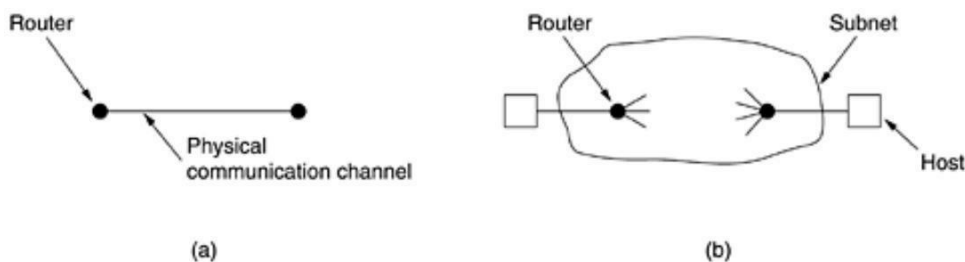 Router
Physical
communication channel
(a)
Router
Subnet
Host
(b)